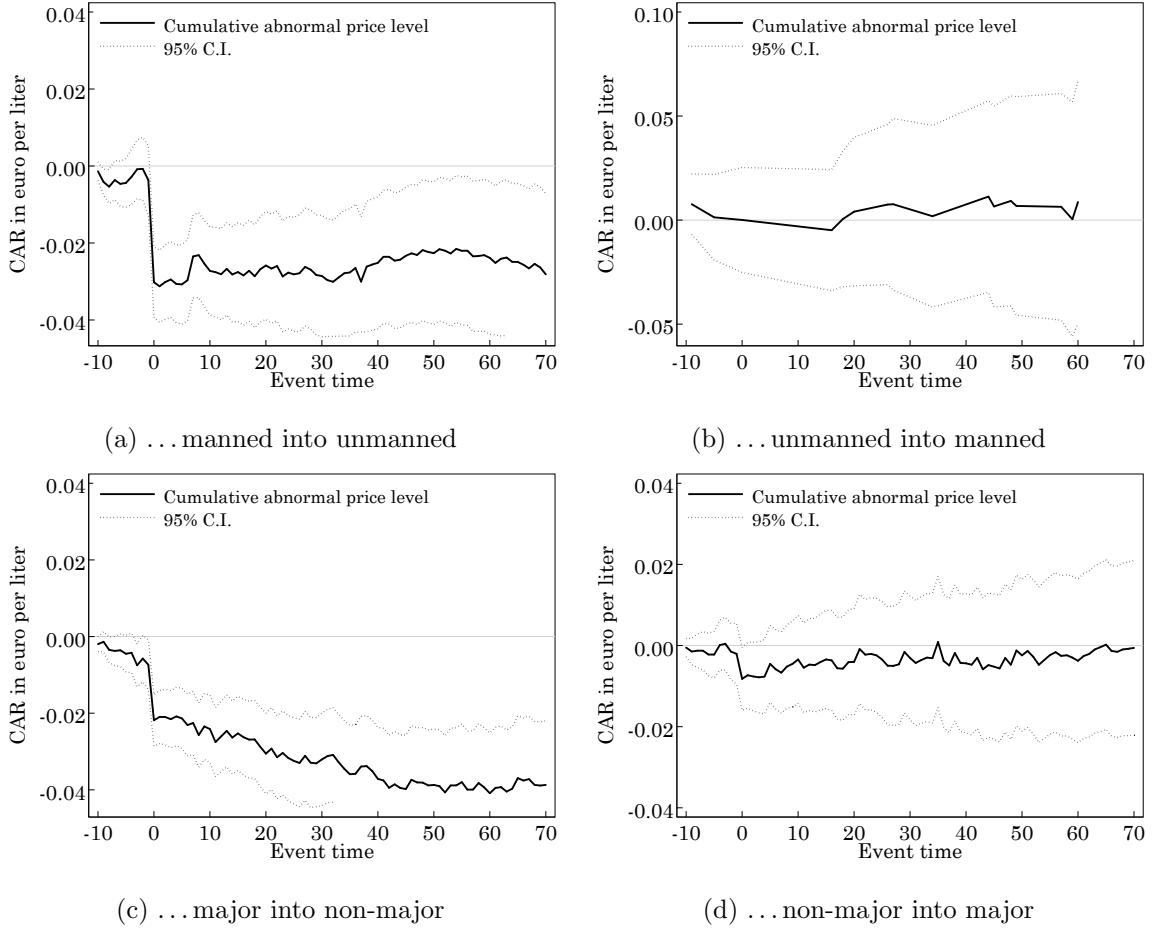 0.04
Cumulative abnormal price level
95% C.I.
0.02
0.00
-0.02
-0.04
CAR in euro per liter
-10 0 10 20 30 40 50 60 70
Event time
(a) ...manned into unmanned
0.10
Cumulative abnormal price level
95% C.I.
0.05
0.00
-0.05
CAR in euro per liter
-10 0 10 20 30 40 50 60 70
Event time
(b) ...unmanned into manned
0.04
Cumulative abnormal price level
95% C.I.
0.02
0.00
-0.02
-0.04
CAR in euro per liter
-10 0 10 20 30 40 50 60 70
Event time
(c) ...major into non-major
0.04
Cumulative abnormal price level
95% C.I.
0.02
0.00
-0.02
-0.04
CAR in euro per liter
-10 0 10 20 30 40 50 60 70
Event time
(d) ...non-major into major